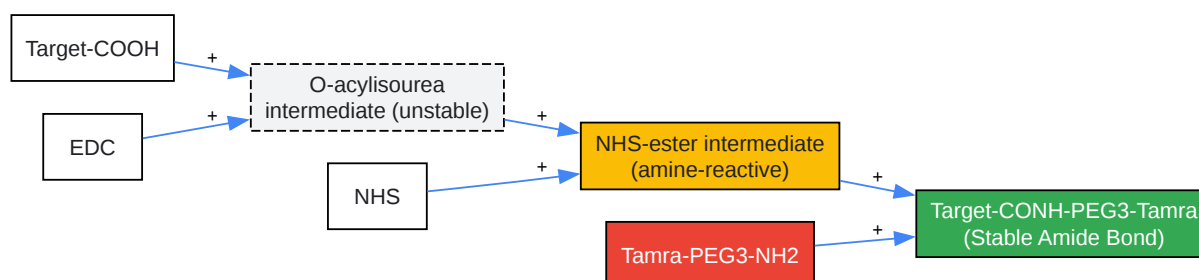 Target-COOH
+
EDC
+
O-acylisourea
intermediate (unstable)
+
NHS
+
NHS-ester intermediate
(amine-reactive)
+
Tamra-PEG3-NH2
+
Target-CONH-PEG3-Tamra
(Stable Amide Bond)